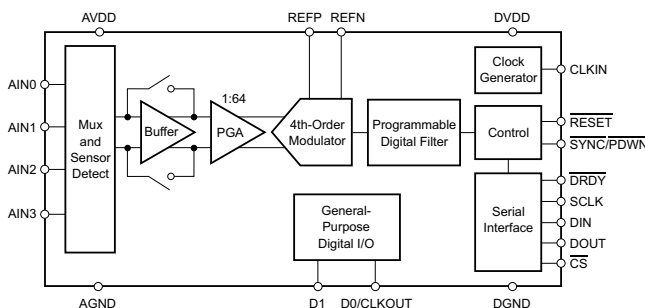 AVDD
REFP
REFN
DVDD
AIN0
AIN1
AIN2
AIN3
Mux
and
Sensor
Detect
Buffer
1:64
PGA
4th-Order
Modulator
Programmable
Digital Filter
Clock
Generator
CLKIN
Control
RESET
SYNC/PDWN
Serial
Interface
DRDY
SCLK
DIN
DOUT
CS
General-
Purpose
Digital I/O
AGND
D1
D0/CLKOUT
DGND